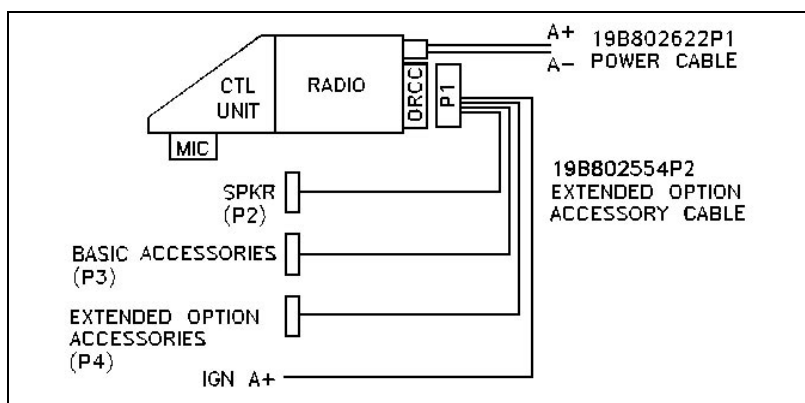 A+
A-
19B802622P1
POWER CABLE
CTL
UNIT
RADIO
ORCC
P1
MIC
SPKR
(P2)
19B802554P2
EXTENDED OPTION
ACCESSORY CABLE
BASIC ACCESSORIES
(P3)
EXTENDED OPTION
ACCESSORIES
(P4)
IGN A+